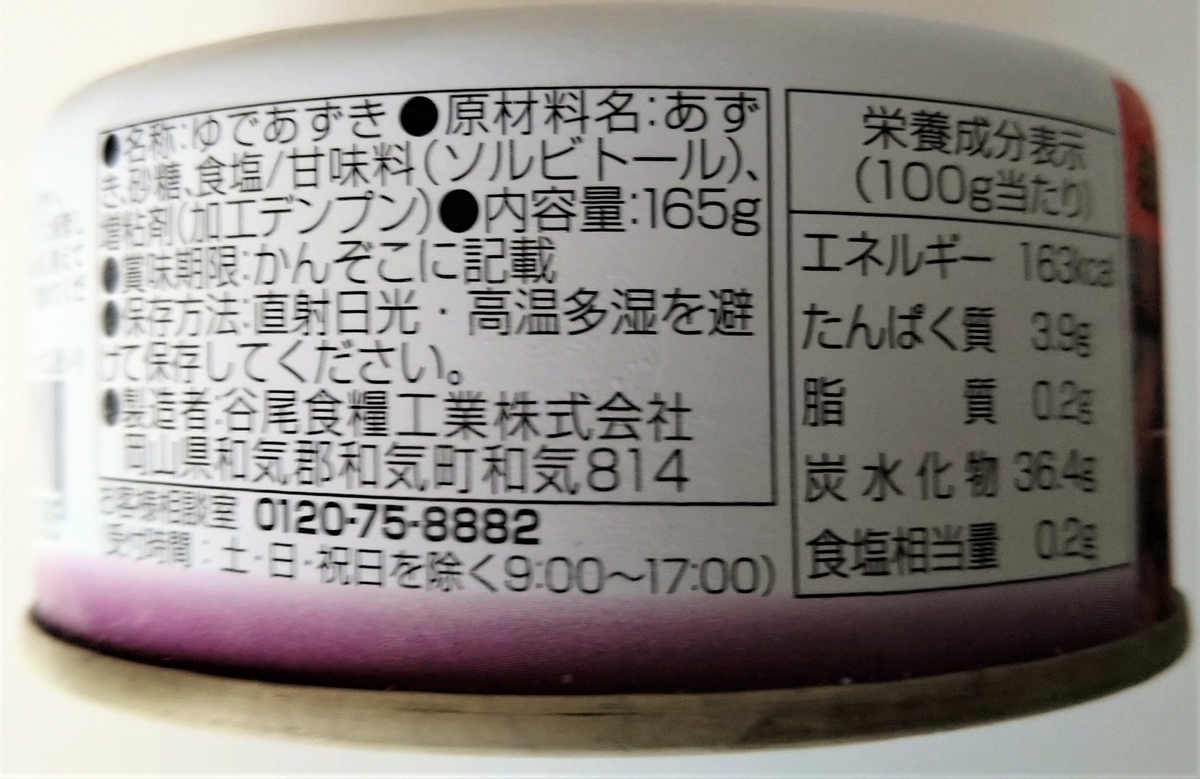 ●名称:ゆであずき ●原材料名:あず
き、砂糖、食塩/甘味料(ソルビトール)、
増粘剤(加工デンプン)●内容量:165g
●賞味期限:かんぞこに記載
●保存方法:直射日光・高温多湿を避
けて保存してください。
●製造者:谷尾食糧工業株式会社
岡山県和気郡和気町和気814
お客様相談室 0120-75-8882
受付時間:土・日・祝日を除く9:00〜17:00)
栄養成分表示
(100g当たり)
エネルギー 163kcal
たんぱく質 3.9g
脂質 0.2g
炭水化物 36.4g
食塩相当量 0.2g